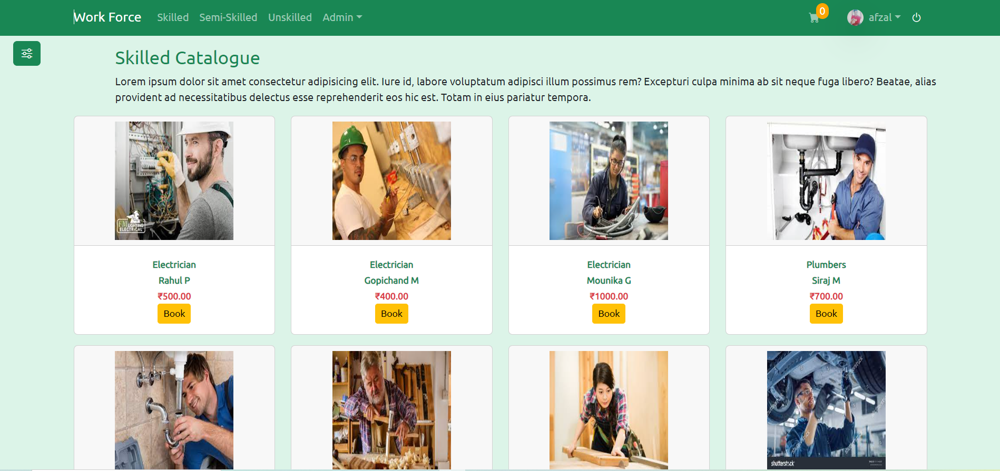 Work Force Skilled Semi-Skilled Unskilled Admin 0 afzal
Skilled Catalogue
Lorem ipsum dolor sit amet consectetur adipisicing elit. Iure id, labore voluptatum adipisci illum possimus rem? Excepturi culpa minima ab sit neque fuga libero? Beatae, alias
provident ad necessitatibus delectus esse reprehenderit eos hic est. Totam in eius pariatur tempora.
FM LIGHTING
ELECTRICAL
Electrician
Rahul P
₹500.00
Book
Electrician
Gopichand M
₹400.00
Book
Electrician
Mounika G
₹1000.00
Book
Plumbers
Siraj M
₹700.00
Book
shutterstock
shutterstock
shutterstock
shutterstock